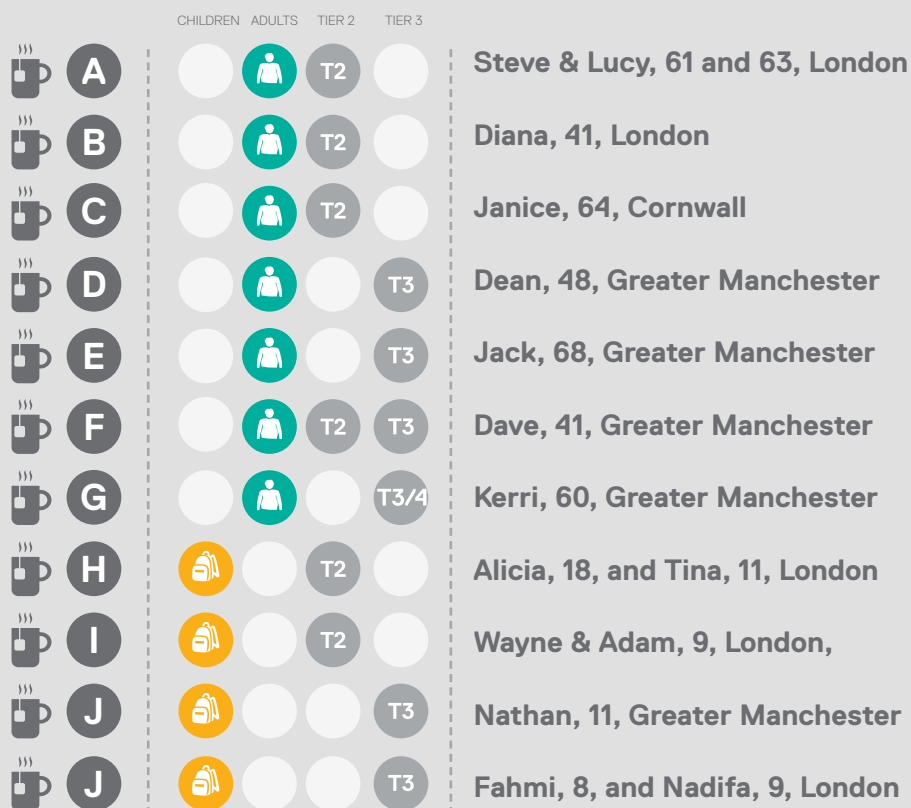 CHILDREN ADULTS TIER 2 TIER 3
A T2 Steve & Lucy, 61 and 63, London
B T2 Diana, 41, London
C T2 Janice, 64, Cornwall
D T3 Dean, 48, Greater Manchester
E T3 Jack, 68, Greater Manchester
F T2 T3 Dave, 41, Greater Manchester
G T3/4 Kerri, 60, Greater Manchester
H T2 Alicia, 18, and Tina, 11, London
I T2 Wayne & Adam, 9, London,
J T3 Nathan, 11, Greater Manchester
J T3 Fahmi, 8, and Nadifa, 9, London